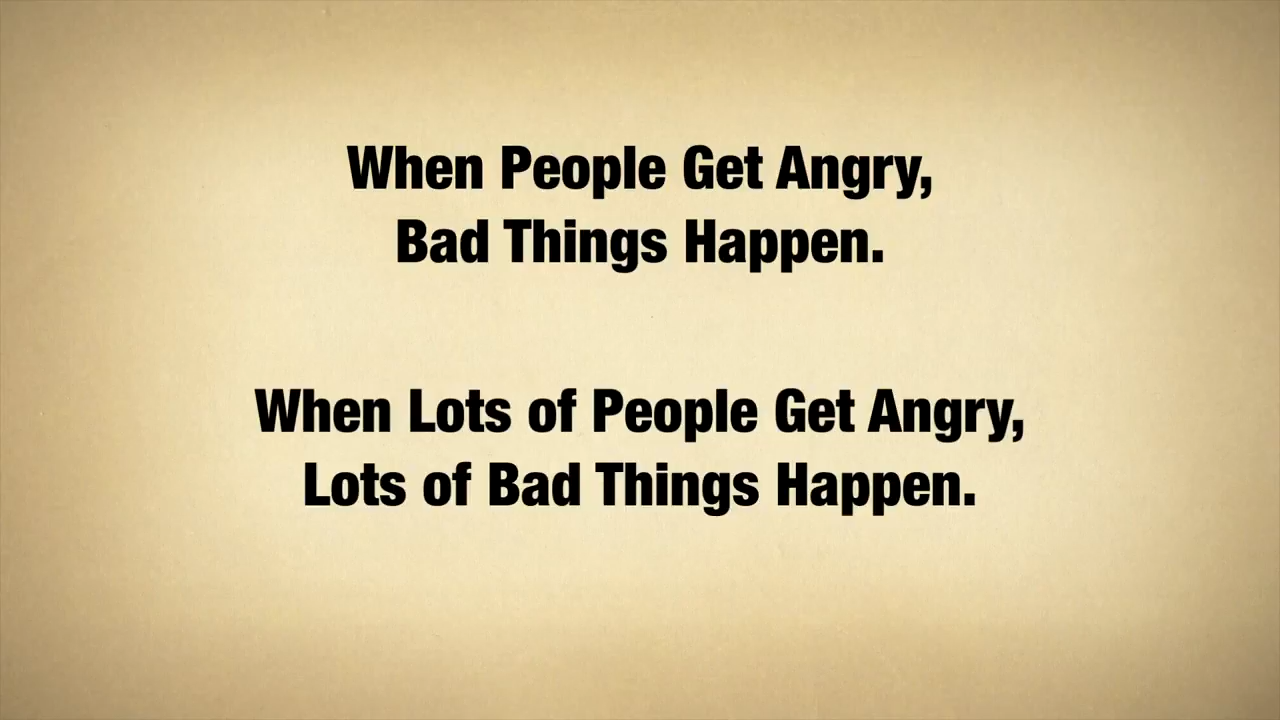 When People Get Angry,
Bad Things Happen.
When Lots of People Get Angry,
Lots of Bad Things Happen.